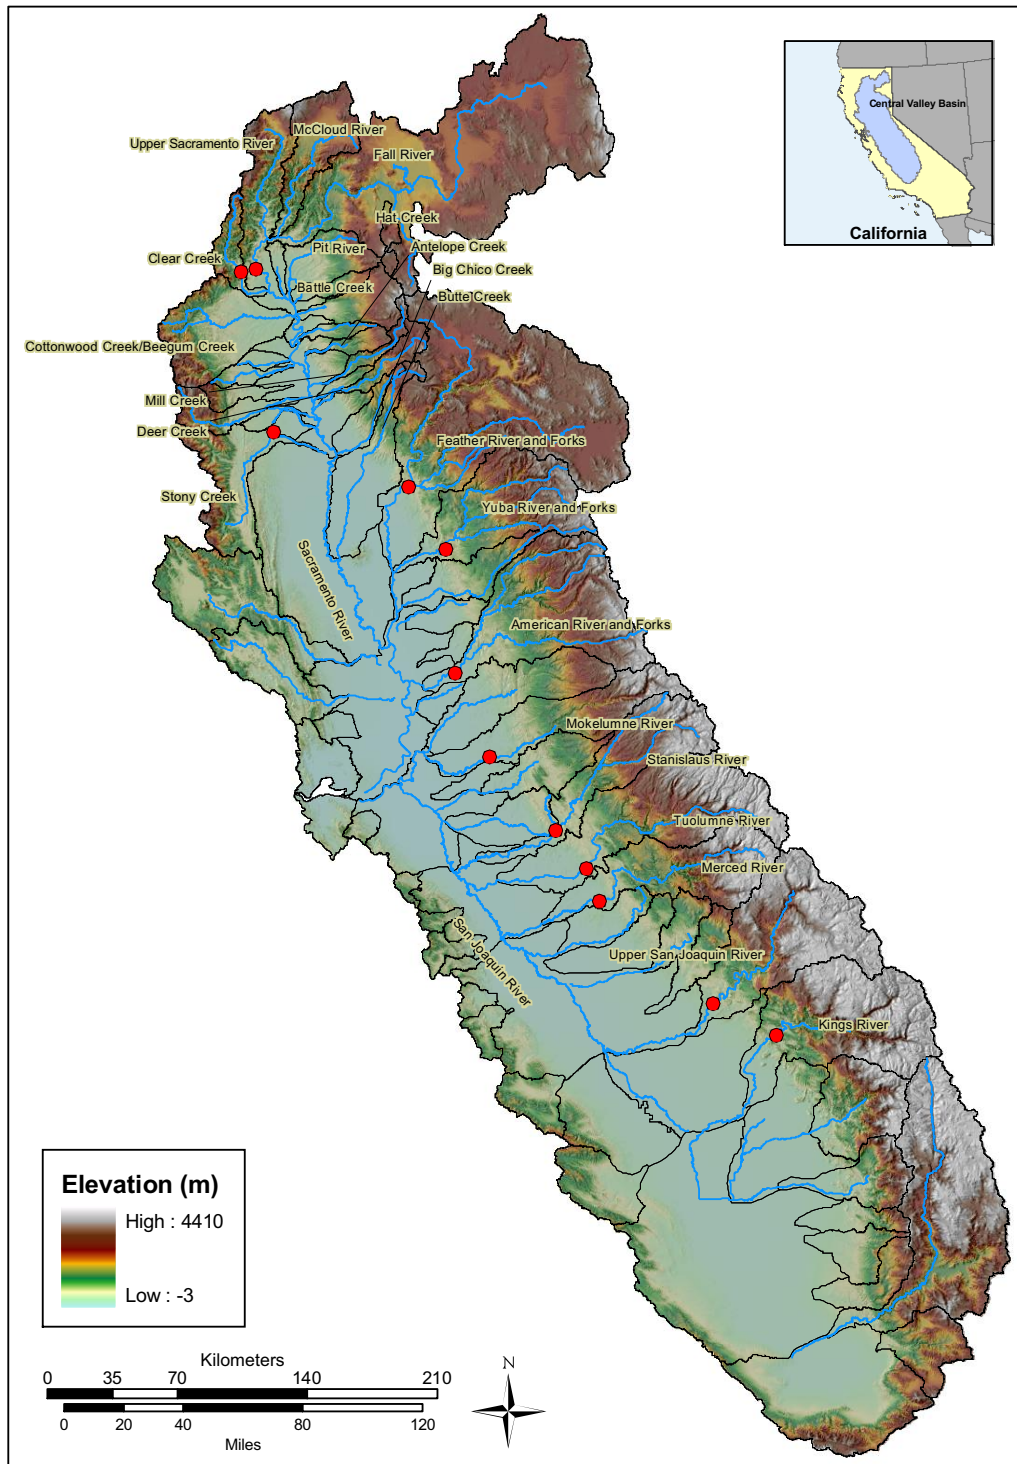 Central Valley Basin
California
McCloud River
Upper Sacramento River
Fall River
Hat Creek
Pit River
Antelope Creek
Clear Creek
Big Chico Creek
Battle Creek
Butte Creek
Cottonwood Creek/Beegum Creek
Mill Creek
Deer Creek
Feather River and Forks
Stony Creek
Yuba River and Forks
Sacramento River
American River and Forks
Mokelumne River
Stanislaus River
Tuolumne River
Merced River
San Joaquin River
Upper San Joaquin River
Kings River
Elevation (m)
High : 4410
Low : -3
Kilometers
0 35 70 140 210
0 20 40 80 120
Miles
N